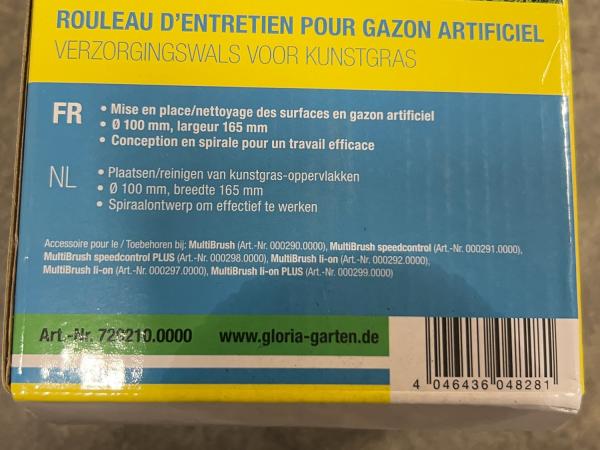 ROULEAU D'ENTRETIEN POUR GAZON ARTIFICIEL
VERZORGINGSWALS VOOR KUNSTGRAS
FR
• Mise en place/nettoyage des surfaces en gazon artificiel
• Ø 100 mm, largeur 165 mm
• Conception en spirale pour un travail efficace
NL
• Plaatsen/reinigen van kunstgras-oppervlakken
• Ø 100 mm, breedte 165 mm
• Spiraalontwerp om effectief te werken
Accessoire pour le / Toebehoren bij: MultiBrush (Art.-Nr. 000290.0000), MultiBrush speedcontrol (Art.-Nr. 000291.0000),
MultiBrush speedcontrol PLUS (Art.-Nr. 000298.0000), MultiBrush li-on (Art.-Nr. 000292.0000),
MultiBrush li-on (Art.-Nr. 000297.0000), MultiBrush li-on PLUS (Art.-Nr. 000299.0000)
Art.-Nr. 728210.0000 www.gloria-garten.de
4 046436 048281